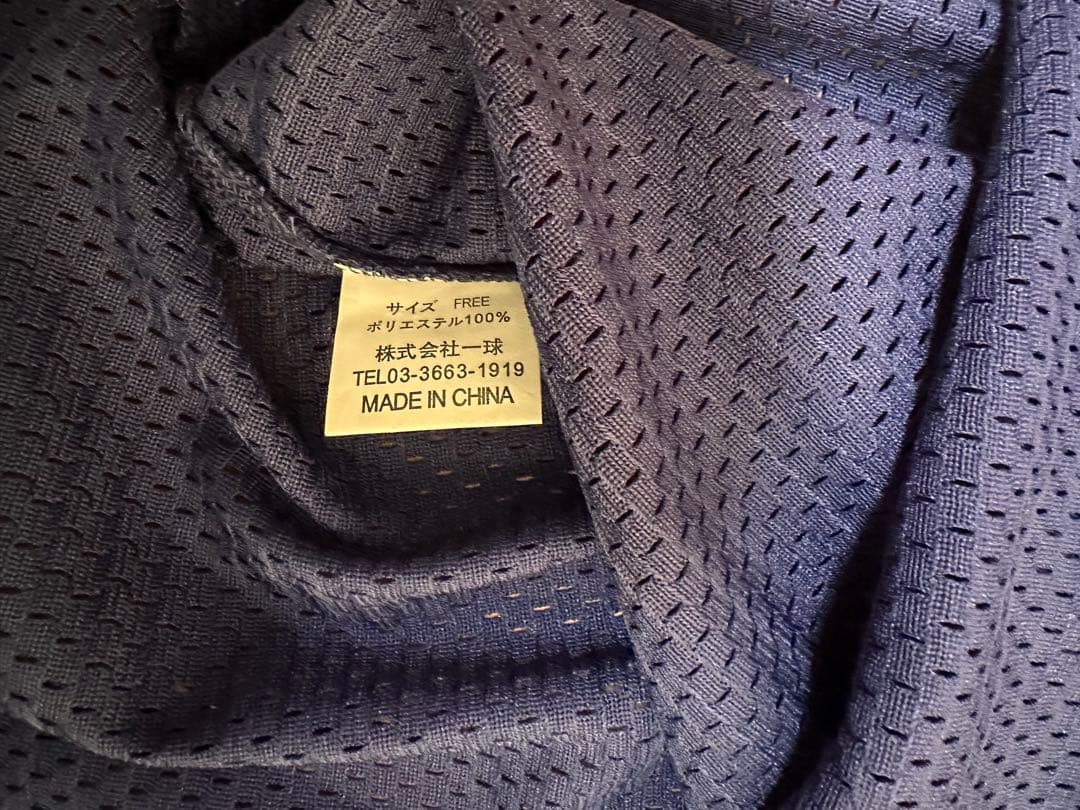 サイズ FREE
ポリエステル100%
株式会社一球
TEL03-3663-1919
MADE IN CHINA